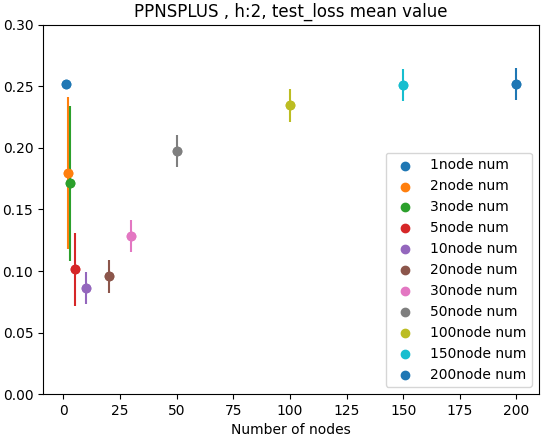 PPNSPLUS , h:2, test_loss mean value
0.30
0.25
0.20
0.15
0.10
0.05
0.00
0 25 50 75 100 125 150 175 200
Number of nodes
1node num
2node num
3node num
5node num
10node num
20node num
30node num
50node num
100node num
150node num
200node num